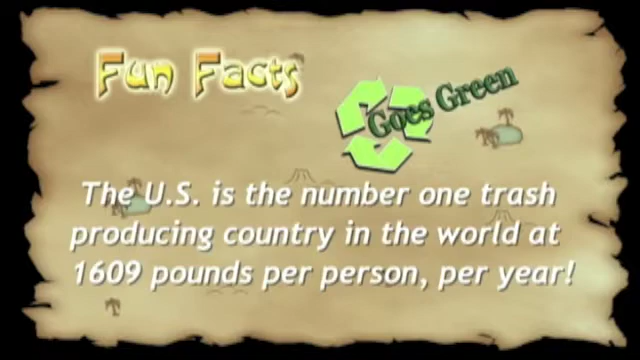 Fun Facts
Goes Green
The U.S. is the number one trash
producing country in the world at
1609 pounds per person, per year!